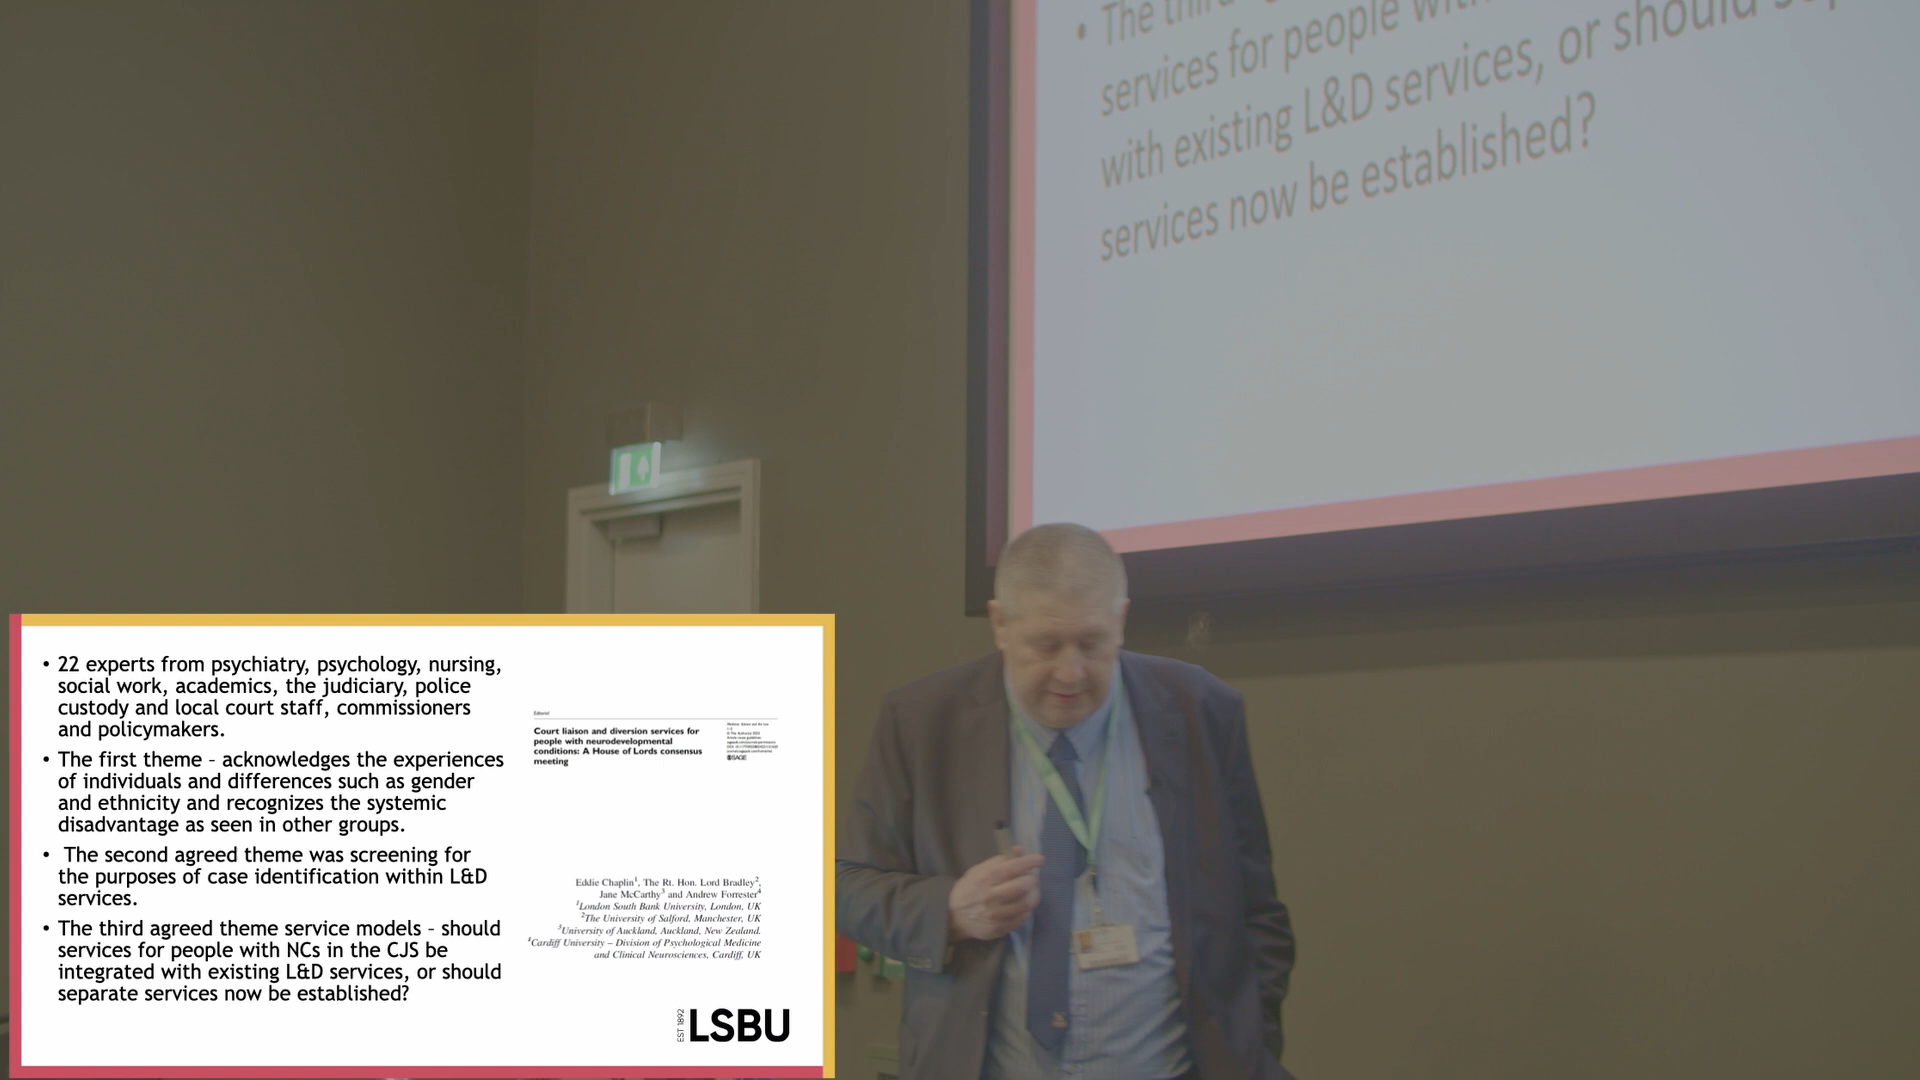 • The third
services for people with
with existing L&D services, or should
services now be established?
• 22 experts from psychiatry, psychology, nursing,
social work, academics, the judiciary, police
custody and local court staff, commissioners
and policymakers.
• The first theme – acknowledges the experiences
of individuals and differences such as gender
and ethnicity and recognizes the systemic
disadvantage as seen in other groups.
• The second agreed theme was screening for
the purposes of case identification within L&D
services.
• The third agreed theme service models – should
services for people with NCs in the CJS be
integrated with existing L&D services, or should
separate services now be established?
Editorial
Court liaison and diversion services for
people with neurodevelopmental
conditions: A House of Lords consensus
meeting
SAGE
Eddie Chaplin¹, The Rt. Hon. Lord Bradley²,
Jane McCarthy³ and Andrew Forrester⁴
¹London South Bank University, London, UK
²The University of Salford, Manchester, UK
³University of Auckland, Auckland, New Zealand.
⁴Cardiff University – Division of Psychological Medicine
and Clinical Neurosciences, Cardiff, UK
EST 1892
LSBU